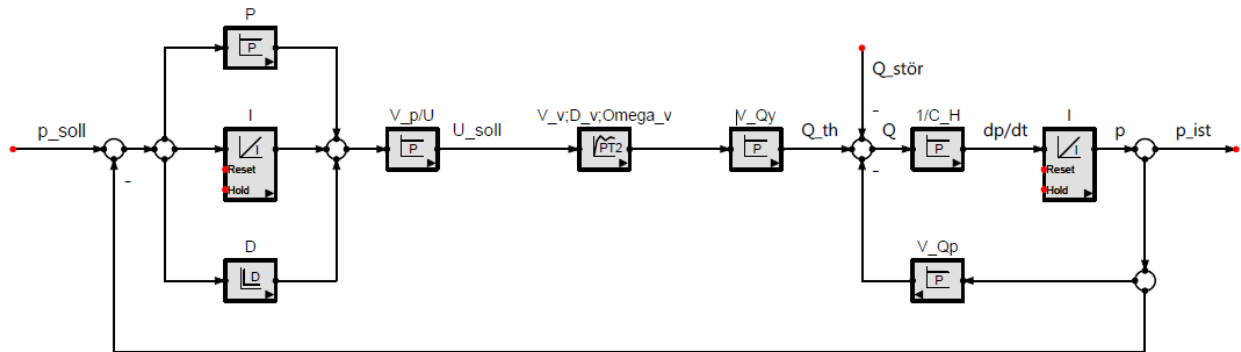 P
P
Q_stör
p_soll
-
I
I
Reset
Hold
V_p/U
P
U_soll
V_v;D_v;Omega_v
PT2
V_Qy
P
Q_th
-
-
Q
1/C_H
P
dp/dt
I
I
Reset
Hold
p
p_ist
D
D
V_Qp
P